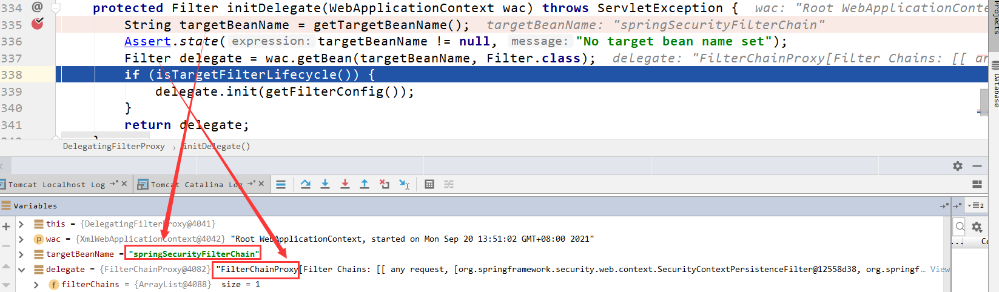 334 @ protected Filter initDelegate(WebApplicationContext wac) throws ServletException { wac: "Root WebApplicationConte
335 String targetBeanName = getTargetBeanName(); targetBeanName: "springSecurityFilterChain"
336 Assert.state( expression: targetBeanName != null, message: "No target bean name set");
337 Filter delegate = wac.getBean(targetBeanName, Filter.class); delegate: "FilterChainProxy[Filter Chains: [[ an
338 if (isTargetFilterLifecycle()) {
339 delegate.init(getFilterConfig());
340 }
341 return delegate;
Projects
Database
DelegatingFilterProxy › initDelegate()
Tomcat Localhost Log Tomcat Catalina Log
Variables
2
this = {DelegatingFilterProxy@4041}
wac = {XmlWebApplicationContext@4042} "Root WebApplicationContext, started on Mon Sep 20 13:51:02 GMT+08:00 2021"
targetBeanName = "springSecurityFilterChain"
... Co
delegate = {FilterChainProxy@4082} "FilterChainProxy[Filter Chains: [[ any request, [org.springframework.security.web.context.SecurityContextPersistenceFilter@12558d38, org.springf... View
filterChains = {ArrayList@4088} size = 1